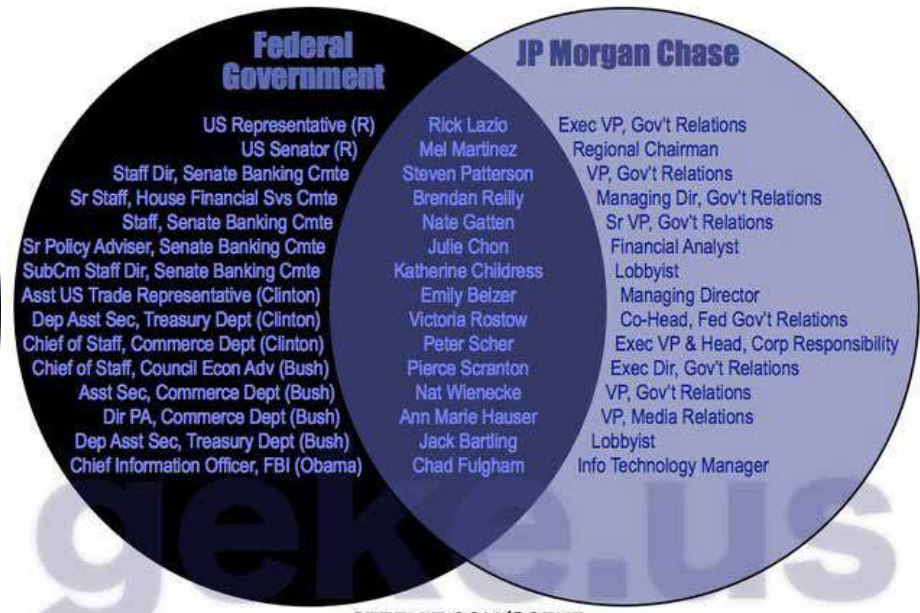 Federal
Government
JP Morgan Chase
US Representative (R) Rick Lazio Exec VP, Gov't Relations
US Senator (R) Mel Martinez Regional Chairman
Staff Dir, Senate Banking Cmte Steven Patterson VP, Gov't Relations
Sr Staff, House Financial Svs Cmte Brendan Reilly Managing Dir, Gov't Relations
Staff, Senate Banking Cmte Nate Gatten Sr VP, Gov't Relations
Sr Policy Adviser, Senate Banking Cmte Julie Chon Financial Analyst
SubCm Staff Dir, Senate Banking Cmte Katherine Childress Lobbyist
Asst US Trade Representative (Clinton) Emily Beizer Managing Director
Dep Asst Sec, Treasury Dept (Clinton) Victoria Rostow Co-Head, Fed Gov't Relations
Chief of Staff, Commerce Dept (Clinton) Peter Scher Exec VP & Head, Corp Responsibility
Chief of Staff, Council Econ Adv (Bush) Pierce Scranton Exec Dir, Gov't Relations
Asst Sec, Commerce Dept (Bush) Nat Wienecke VP, Gov't Relations
Dir PA, Commerce Dept (Bush) Ann Marie Hauser VP, Media Relations
Dep Asst Sec, Treasury Dept (Bush) Jack Bartling Lobbyist
Chief Information Officer, FBI (Obama) Chad Fulgham Info Technology Manager
geke.us